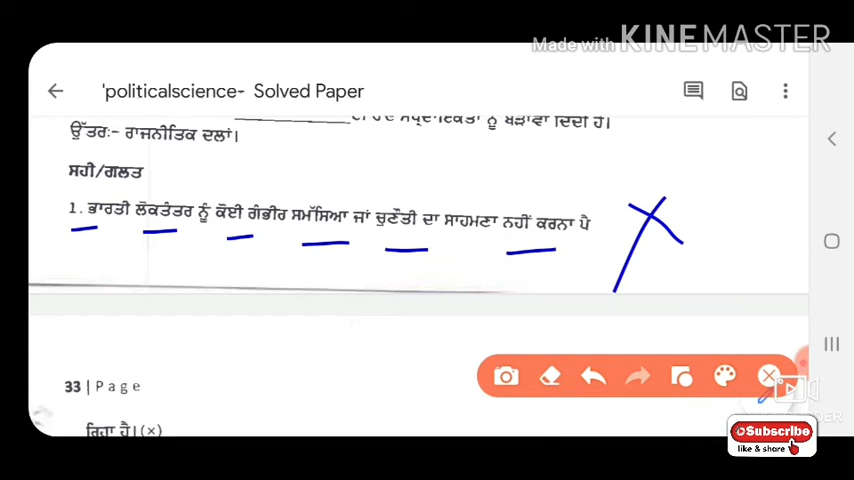 Made with KINEMASTER
'politicalscience- Solved Paper
ਨੂੰ ਬੜਾਵਾ ਦਿੰਦੀ ਹੈ।
ਉੱਤਰਃ- ਰਾਜਨੀਤਿਕ ਦਲਾਂ।
ਸਹੀ/ਗਲਤ
1. ਭਾਰਤੀ ਲੋਕਤੰਤਰ ਨੂੰ ਕੋਈ ਗੰਭੀਰ ਸਮੱਸਿਆ ਜਾਂ ਚੁਣੌਤੀ ਦਾ ਸਾਹਮਣਾ ਨਹੀਂ ਕਰਨਾ ਪੈ
33 | Page
ਰਿਹਾ ਹੈ।(×)
Subscribe
like & share